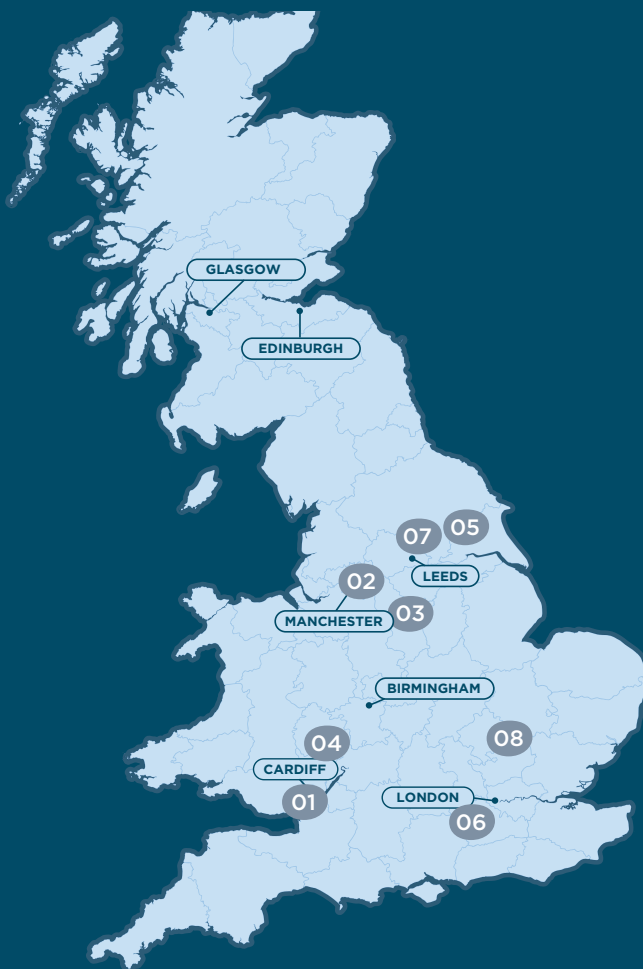 GLASGOW
EDINBURGH
07
05
02
LEEDS
MANCHESTER
03
BIRMINGHAM
04
08
CARDIFF
01
LONDON
06